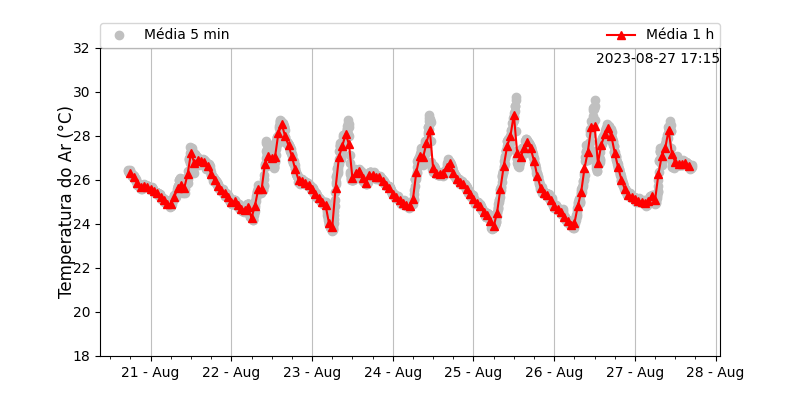 Média 5 min
Média 1 h
2023-08-27 17:15
Temperatura do Ar (°C)
32
30
28
26
24
22
20
18
21 - Aug
22 - Aug
23 - Aug
24 - Aug
25 - Aug
26 - Aug
27 - Aug
28 - Aug